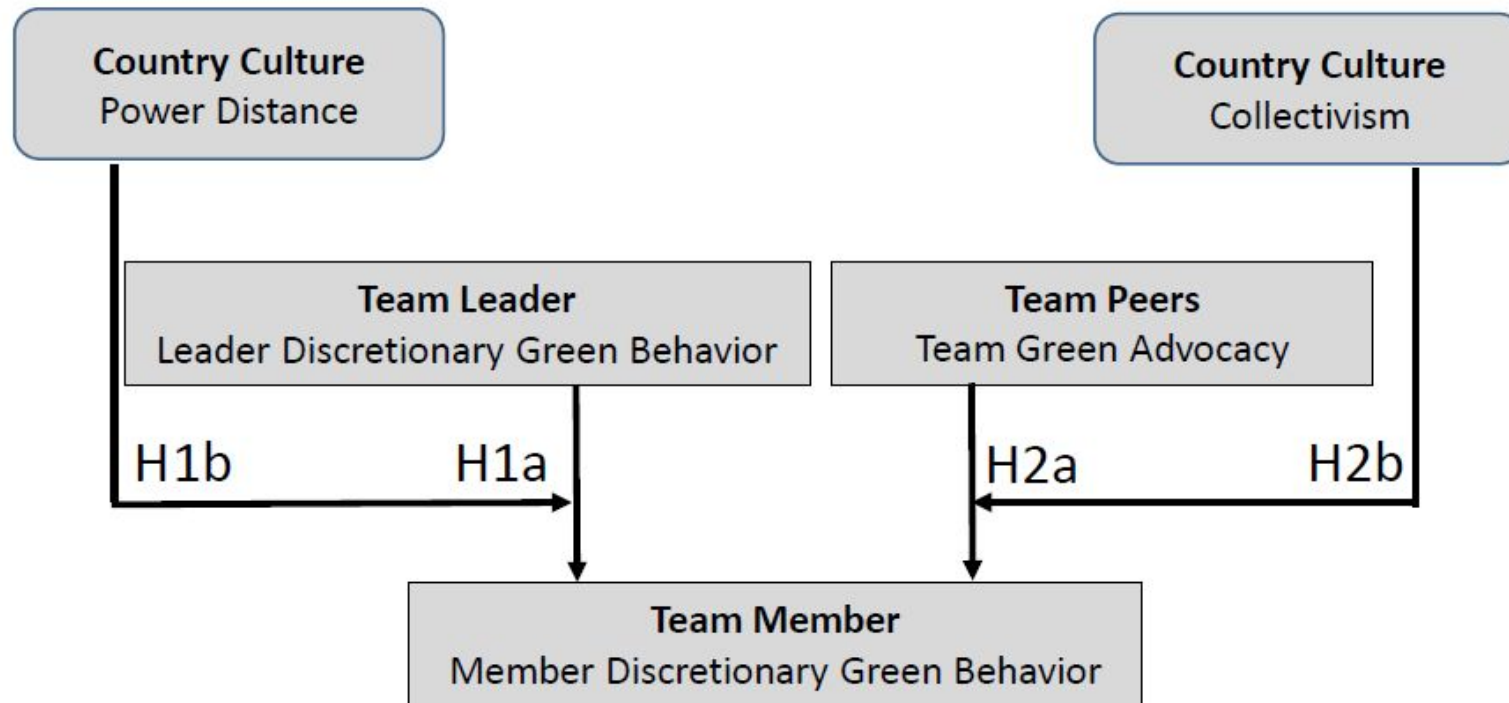 Country Culture
Power Distance
Country Culture
Collectivism
Team Leader
Leader Discretionary Green Behavior
Team Peers
Team Green Advocacy
H1b
H1a
H2a
H2b
Team Member
Member Discretionary Green Behavior